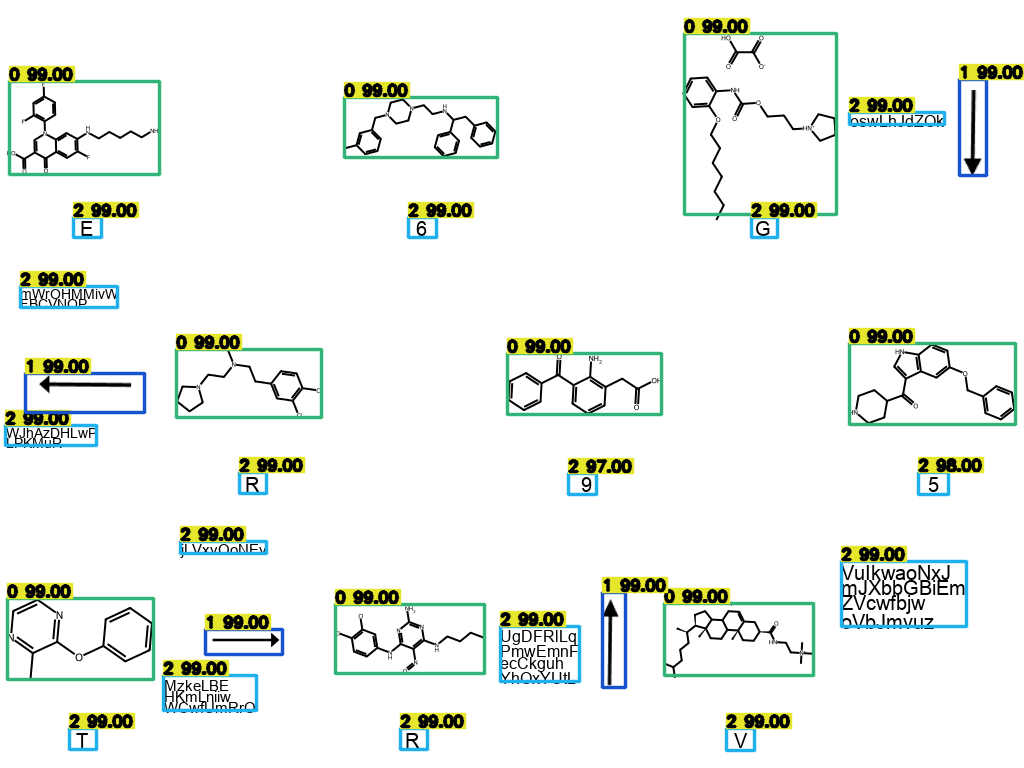 0 99.00
0 99.00
0 99.00
1 99.00
2 99.00
2 99.00
E
2 99.00
6
2 99.00
G
2 99.00
mWrOHMMivW
1 99.00
0 99.00
0 99.00
0 99.00
2 99.00
WJhAzDHLwF
2 99.00
R
2 97.00
9
2 98.00
5
2 99.00
2 99.00
VulkwaoNxJ
mJXbbGBiEm
ZVcwfbjw
0 99.00
1 99.00
0 99.00
2 99.00
UgDFRILq
PmwEmnF
ecCkguh
1 99.00
0 99.00
2 99.00
MzkeLBE
HKmLniiw
2 99.00
T
2 99.00
R
2 99.00
V